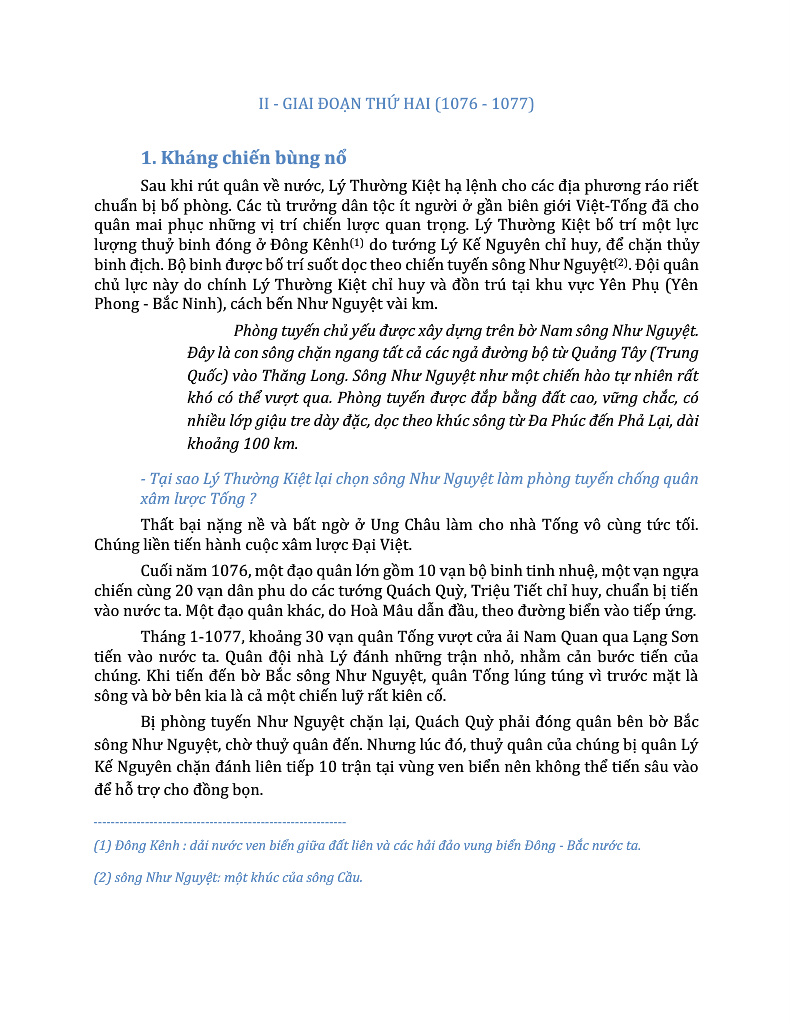 II - GIAI ĐOẠN THỨ HAI (1076 - 1077)
1. Kháng chiến bùng nổ
Sau khi rút quân về nước, Lý Thường Kiệt hạ lệnh cho các địa phương ráo riết
chuẩn bị bố phòng. Các tù trưởng dân tộc ít người ở gần biên giới Việt-Tống đã cho
quân mai phục những vị trí chiến lược quan trọng. Lý Thường Kiệt bố trí một lực
lượng thuỷ binh đóng ở Đông Kênh(1) do tướng Lý Kế Nguyên chỉ huy, để chặn thủy
binh địch. Bộ binh được bố trí suốt dọc theo chiến tuyến sông Như Nguyệt(2). Đội quân
chủ lực này do chính Lý Thường Kiệt chỉ huy và đồn trú tại khu vực Yên Phụ (Yên
Phong - Bắc Ninh), cách bến Như Nguyệt vài km.
Phòng tuyến chủ yếu được xây dựng trên bờ Nam sông Như Nguyệt.
Đây là con sông chặn ngang tất cả các ngả đường bộ từ Quảng Tây (Trung
Quốc) vào Thăng Long. Sông Như Nguyệt như một chiến hào tự nhiên rất
khó có thể vượt qua. Phòng tuyến được đắp bằng đất cao, vững chắc, có
nhiều lớp giậu tre dày đặc, dọc theo khúc sông từ Đa Phúc đến Phả Lại, dài
khoảng 100 km.
- Tại sao Lý Thường Kiệt lại chọn sông Như Nguyệt làm phòng tuyến chống quân
xâm lược Tống ?
Thất bại nặng nề và bất ngờ ở Ung Châu làm cho nhà Tống vô cùng tức tối.
Chúng liền tiến hành cuộc xâm lược Đại Việt.
Cuối năm 1076, một đạo quân lớn gồm 10 vạn bộ binh tinh nhuệ, một vạn ngựa
chiến cùng 20 vạn dân phu do các tướng Quách Quỳ, Triệu Tiết chỉ huy, chuẩn bị tiến
vào nước ta. Một đạo quân khác, do Hoà Mâu dẫn đầu, theo đường biển vào tiếp ứng.
Tháng 1-1077, khoảng 30 vạn quân Tống vượt cửa ải Nam Quan qua Lạng Sơn
tiến vào nước ta. Quân đội nhà Lý đánh những trận nhỏ, nhằm cản bước tiến của
chúng. Khi tiến đến bờ Bắc sông Như Nguyệt, quân Tống lúng túng vì trước mặt là
sông và bờ bên kia là cả một chiến luỹ rất kiên cố.
Bị phòng tuyến Như Nguyệt chặn lại, Quách Quỳ phải đóng quân bên bờ Bắc
sông Như Nguyệt, chờ thuỷ quân đến. Nhưng lúc đó, thuỷ quân của chúng bị quân Lý
Kế Nguyên chặn đánh liên tiếp 10 trận tại vùng ven biển nên không thể tiến sâu vào
để hỗ trợ cho đồng bọn.
-----------------------------------------------------------
(1) Đông Kênh : dải nước ven biển giữa đất liên và các hải đảo vung biển Đông - Bắc nước ta.
(2) sông Như Nguyệt: một khúc của sông Cầu.